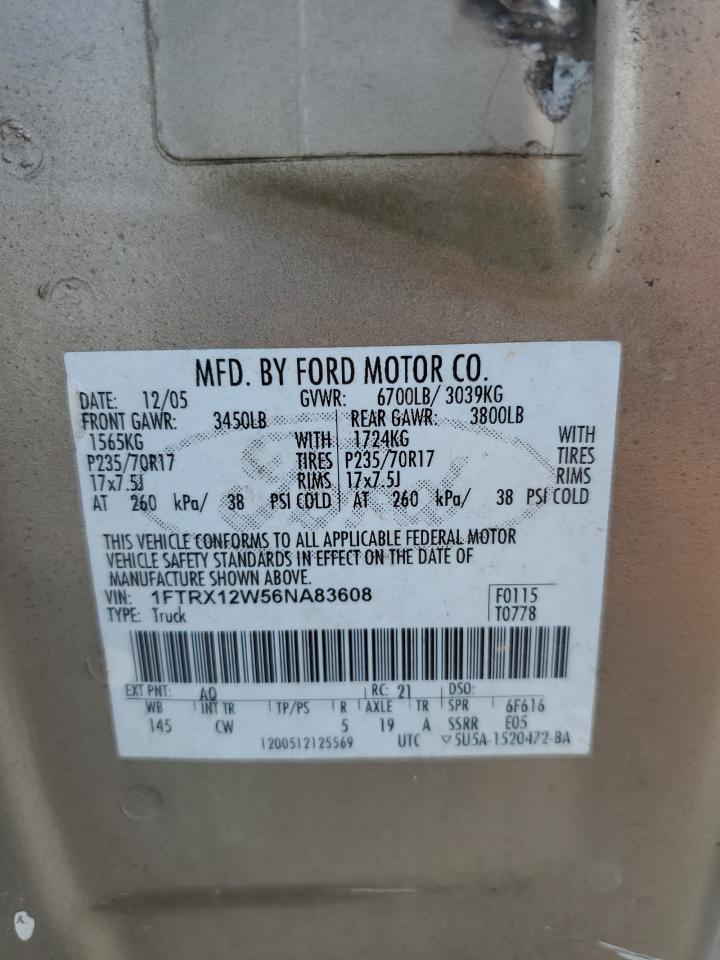 MFD. BY FORD MOTOR CO.
DATE: 12/05 GVWR: 6700LB/ 3039KG
FRONT GAWR: 3450LB REAR GAWR: 3800LB
1565KG WITH 1724KG WITH
P235/70R17 TIRES P235/70R17 TIRES
17x7.5J RIMS 17x7.5J RIMS
AT 260 kPa/ 38 PSI COLD AT 260 kPa/ 38 PSI COLD
THIS VEHICLE CONFORMS TO ALL APPLICABLE FEDERAL MOTOR
VEHICLE SAFETY STANDARDS IN EFFECT ON THE DATE OF
MANUFACTURE SHOWN ABOVE.
VIN: 1FTRX12W56NA83608 F0115
TYPE: Truck T0778
EXT PNT: AQ RC: 21 DSO:
WB INT TR TP/PS R AXLE TR SPR 6F616
145 CW 5 19 A SSRR E05
1200512125569 UTC ▽5U5A-1520472-BA